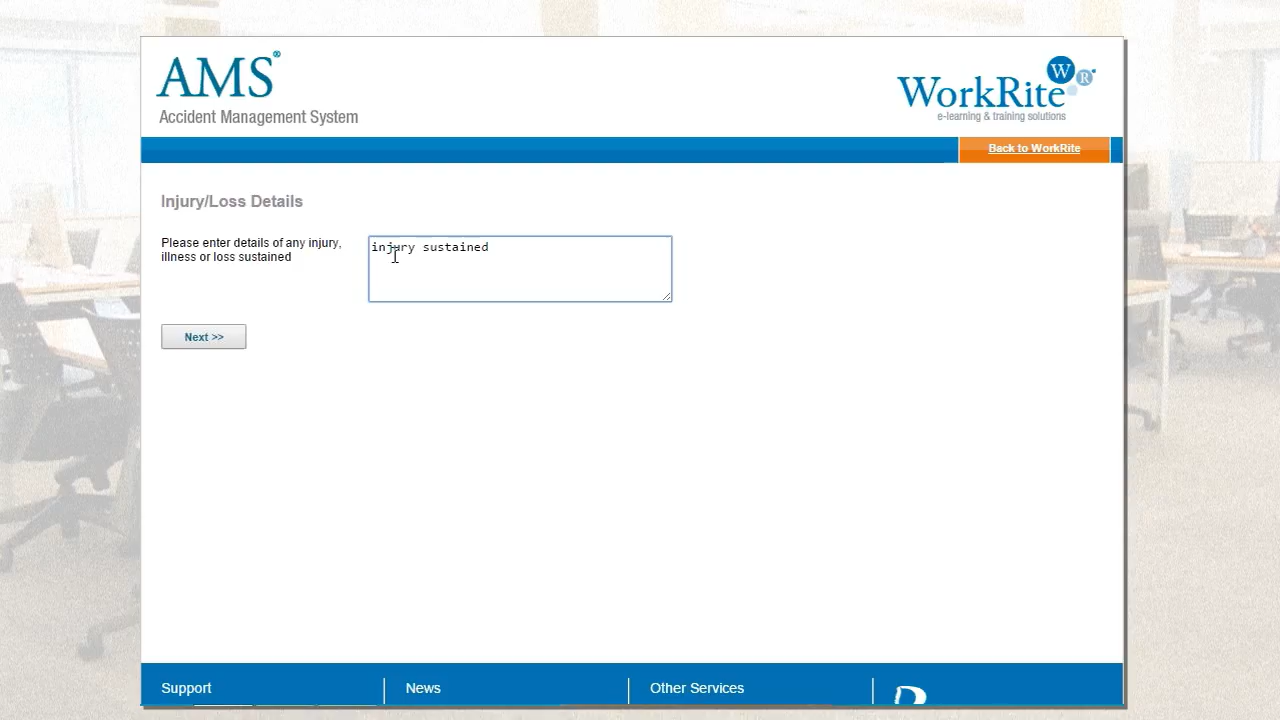 AMS®
Accident Management System
WorkRite
W
R
e-learning & training solutions
Back to WorkRite
Injury/Loss Details
Please enter details of any injury,
illness or loss sustained
injury sustained
Next >>
Support
News
Other Services